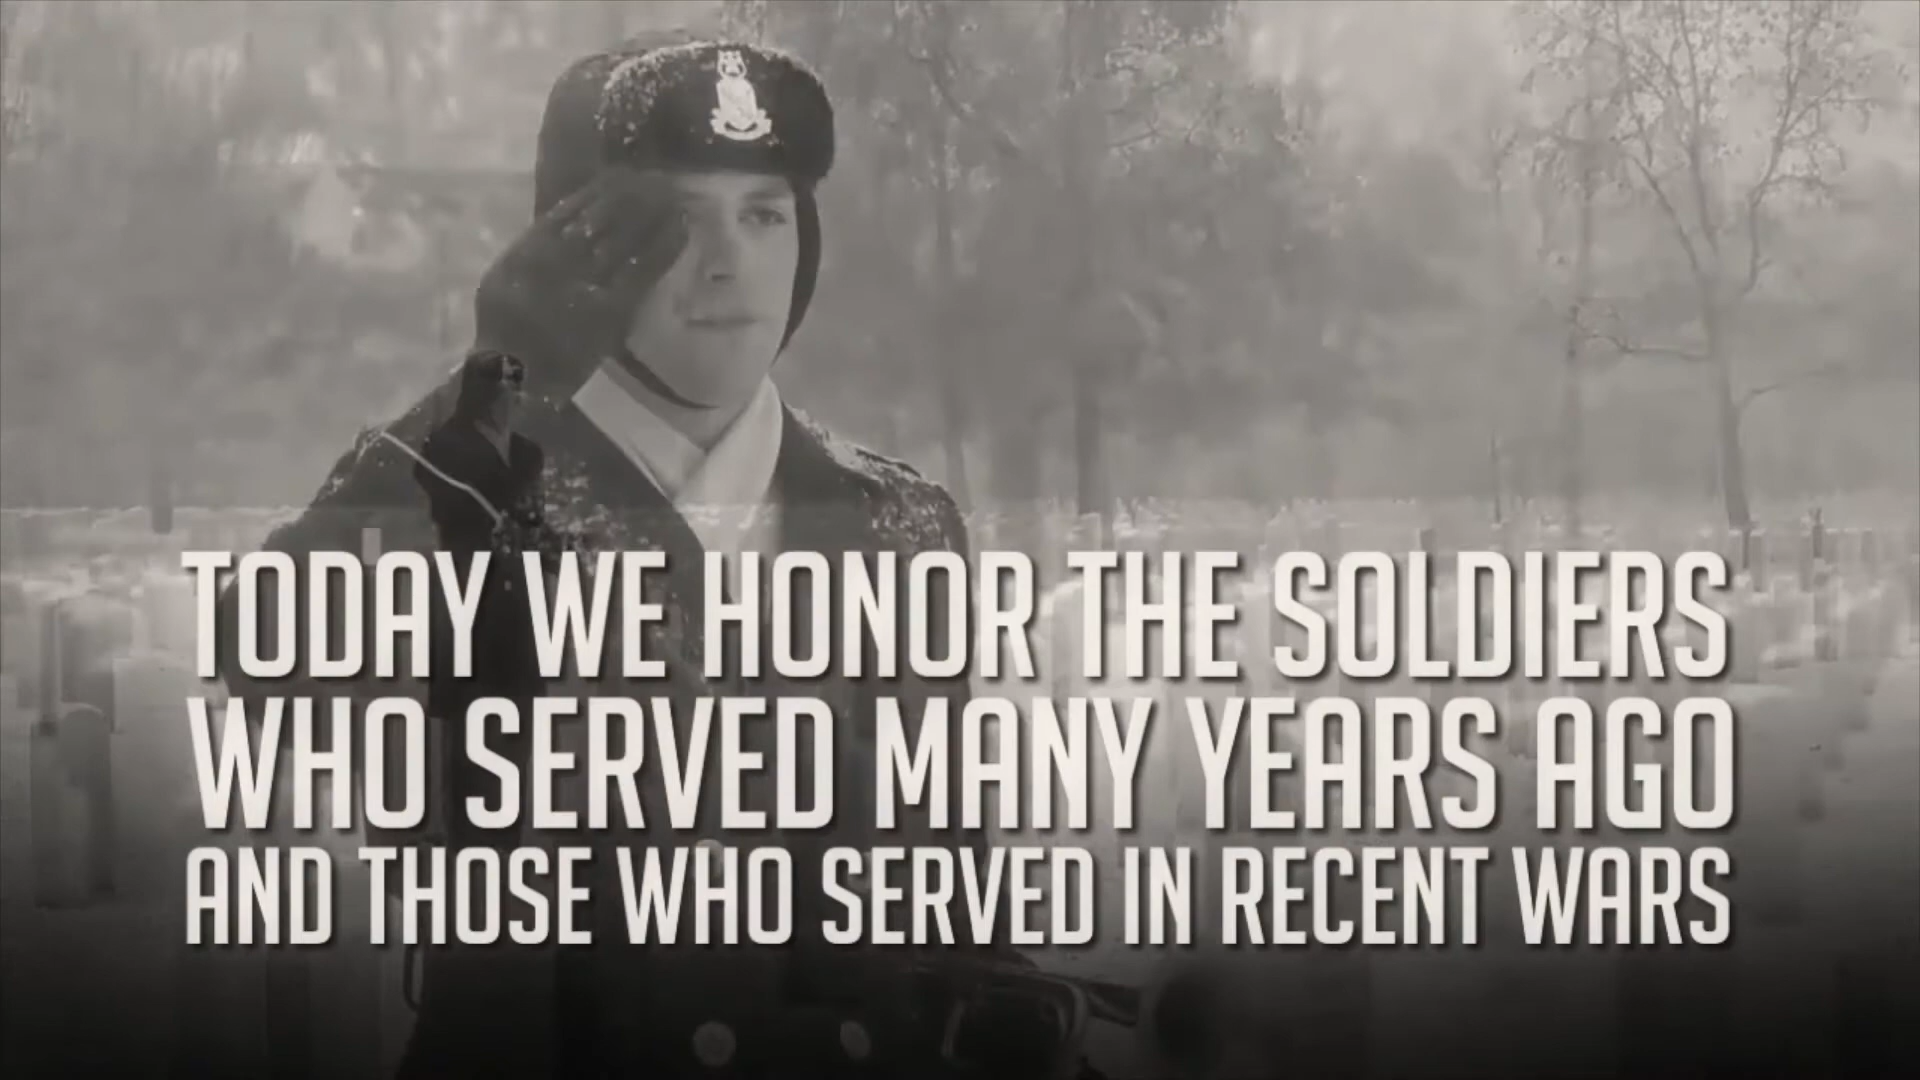 TODAY WE HONOR THE SOLDIERS
WHO SERVED MANY YEARS AGO
AND THOSE WHO SERVED IN RECENT WARS